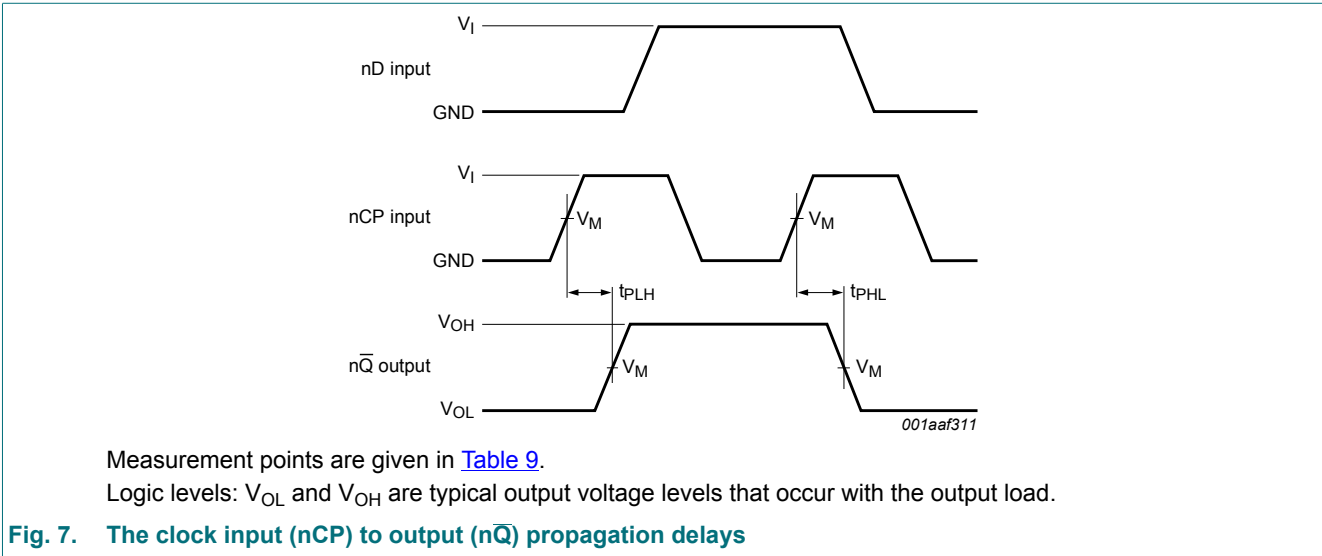 V_I
nD input
GND
V_I
nCP input
V_M V_M
GND
t_PLH t_PHL
V_OH
nQ̅ output
V_M V_M
V_OL
001aaf311
Measurement points are given in Table 9.
Logic levels: V_OL and V_OH are typical output voltage levels that occur with the output load.
Fig. 7. The clock input (nCP) to output (nQ̅) propagation delays